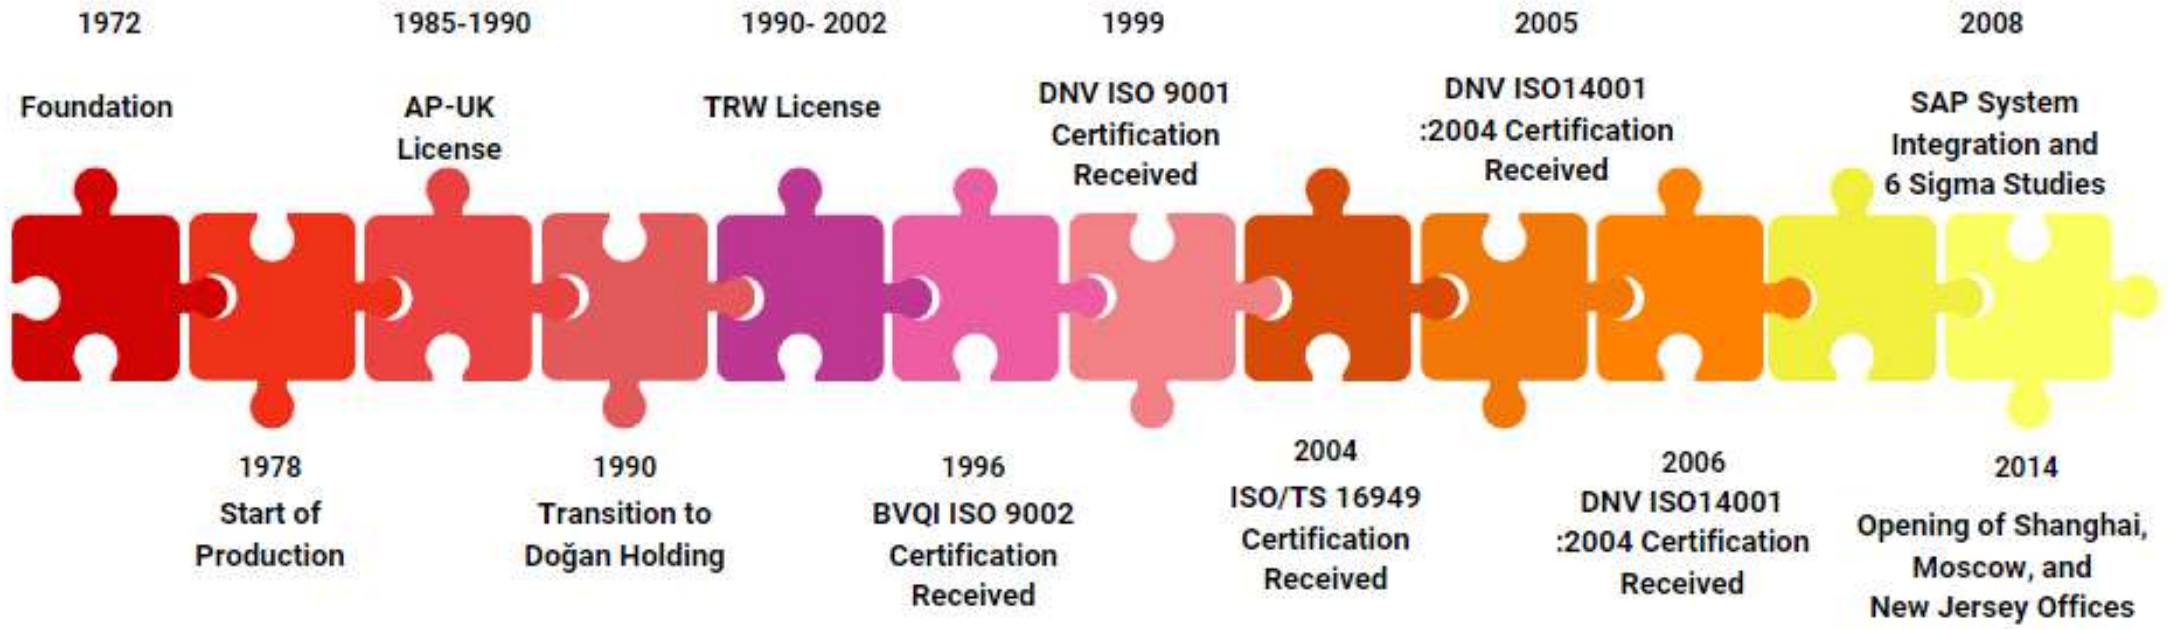 1972
Foundation
1978
Start of
Production
1985-1990
AP-UK
License
1990
Transition to
Doğan Holding
1990- 2002
TRW License
1996
BVQI ISO 9002
Certification
Received
1999
DNV ISO 9001
Certification
Received
2004
ISO/TS 16949
Certification
Received
2005
DNV ISO14001
:2004 Certification
Received
2006
DNV ISO14001
:2004 Certification
Received
2008
SAP System
Integration and
6 Sigma Studies
2014
Opening of Shanghai,
Moscow, and
New Jersey Offices